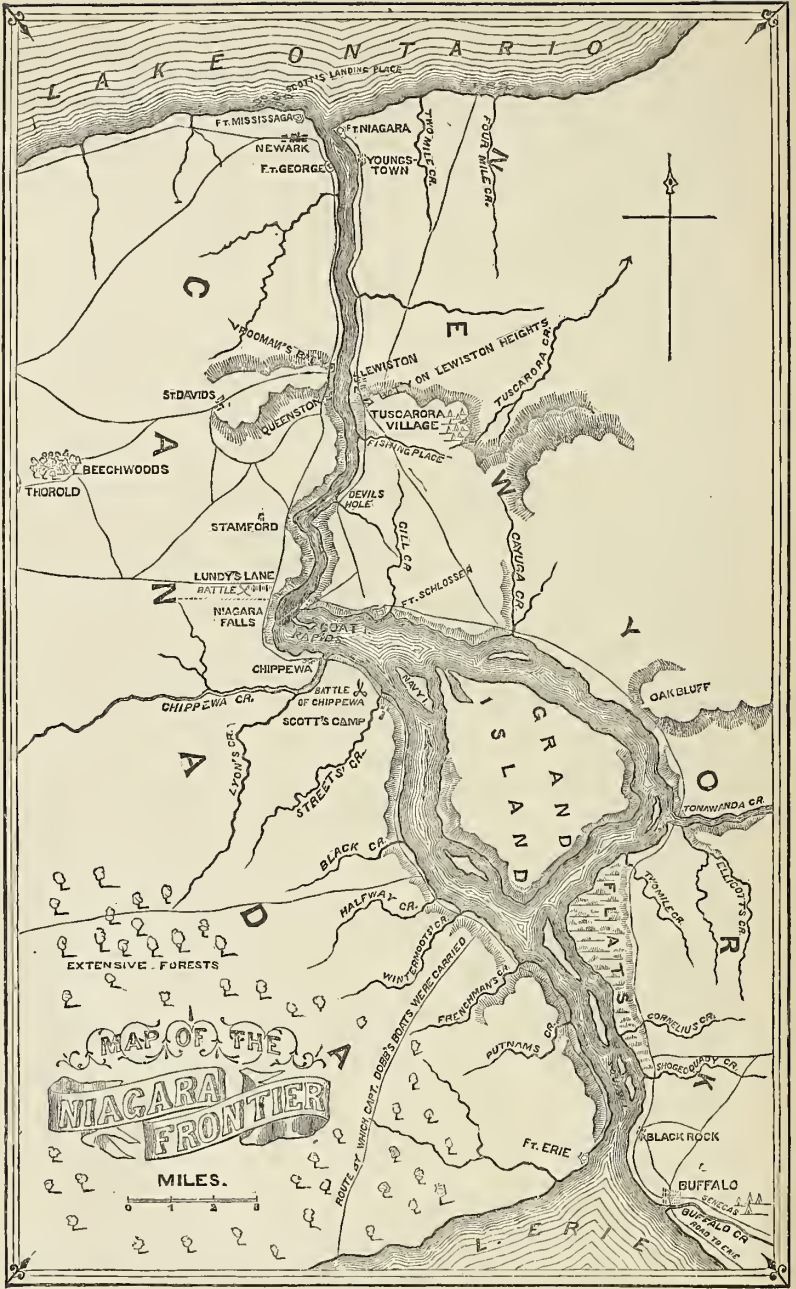 LAKE ONTARIO
SCOTT'S LANDING PLACE
FT. MISSISSAGA
FT. NIAGARA
NEWARK
FT. GEORGE
YOUNGS-
TOWN
TWO MILE CR.
FOUR MILE CR.
N
E
W
Y
O
R
K
C
A
N
A
D
A
LEWISTON
ON LEWISTON HEIGHTS
TUSCARORA CR.
ST. DAVIDS
QUEENSTON
TUSCARORA
VILLAGE
FISHING PLACE
BEECHWOODS
THOROLD
DEVILS
HOLE
STAMFORD
GILL CR.
CAYUGA CR.
LUNDY'S LANE
BATTLE
FT. SCHLOSSER
NIAGARA
FALLS
GOAT I.
RAPIDS
CHIPPEWA
NAVY I.
OAK BLUFF
CHIPPEWA CR.
BATTLE
OF CHIPPEWA
SCOTT'S CAMP
GRAND
ISLAND
LYON'S CR.
STREETS' CR.
TONAWANDA CR.
BLACK CR.
TWO MILE CR.
ELLICOTT'S CR.
HALFWAY CR.
FLATS
EXTENSIVE FORESTS
WINTERMOOTS' CR.
FRENCHMAN'S CR.
CORNELIUS CR.
PUTNAMS CR.
SHOGEOQUADY CR.
MAP OF THE
NIAGARA
FRONTIER
ROUTE BY WHICH CAPT. DOBB'S BOATS WERE CARRIED
FT. ERIE
BLACK ROCK
MILES.
0 1 2 3
BUFFALO
SENECAS
BUFFALO CR
ROAD TO ERIE
L. ERIE